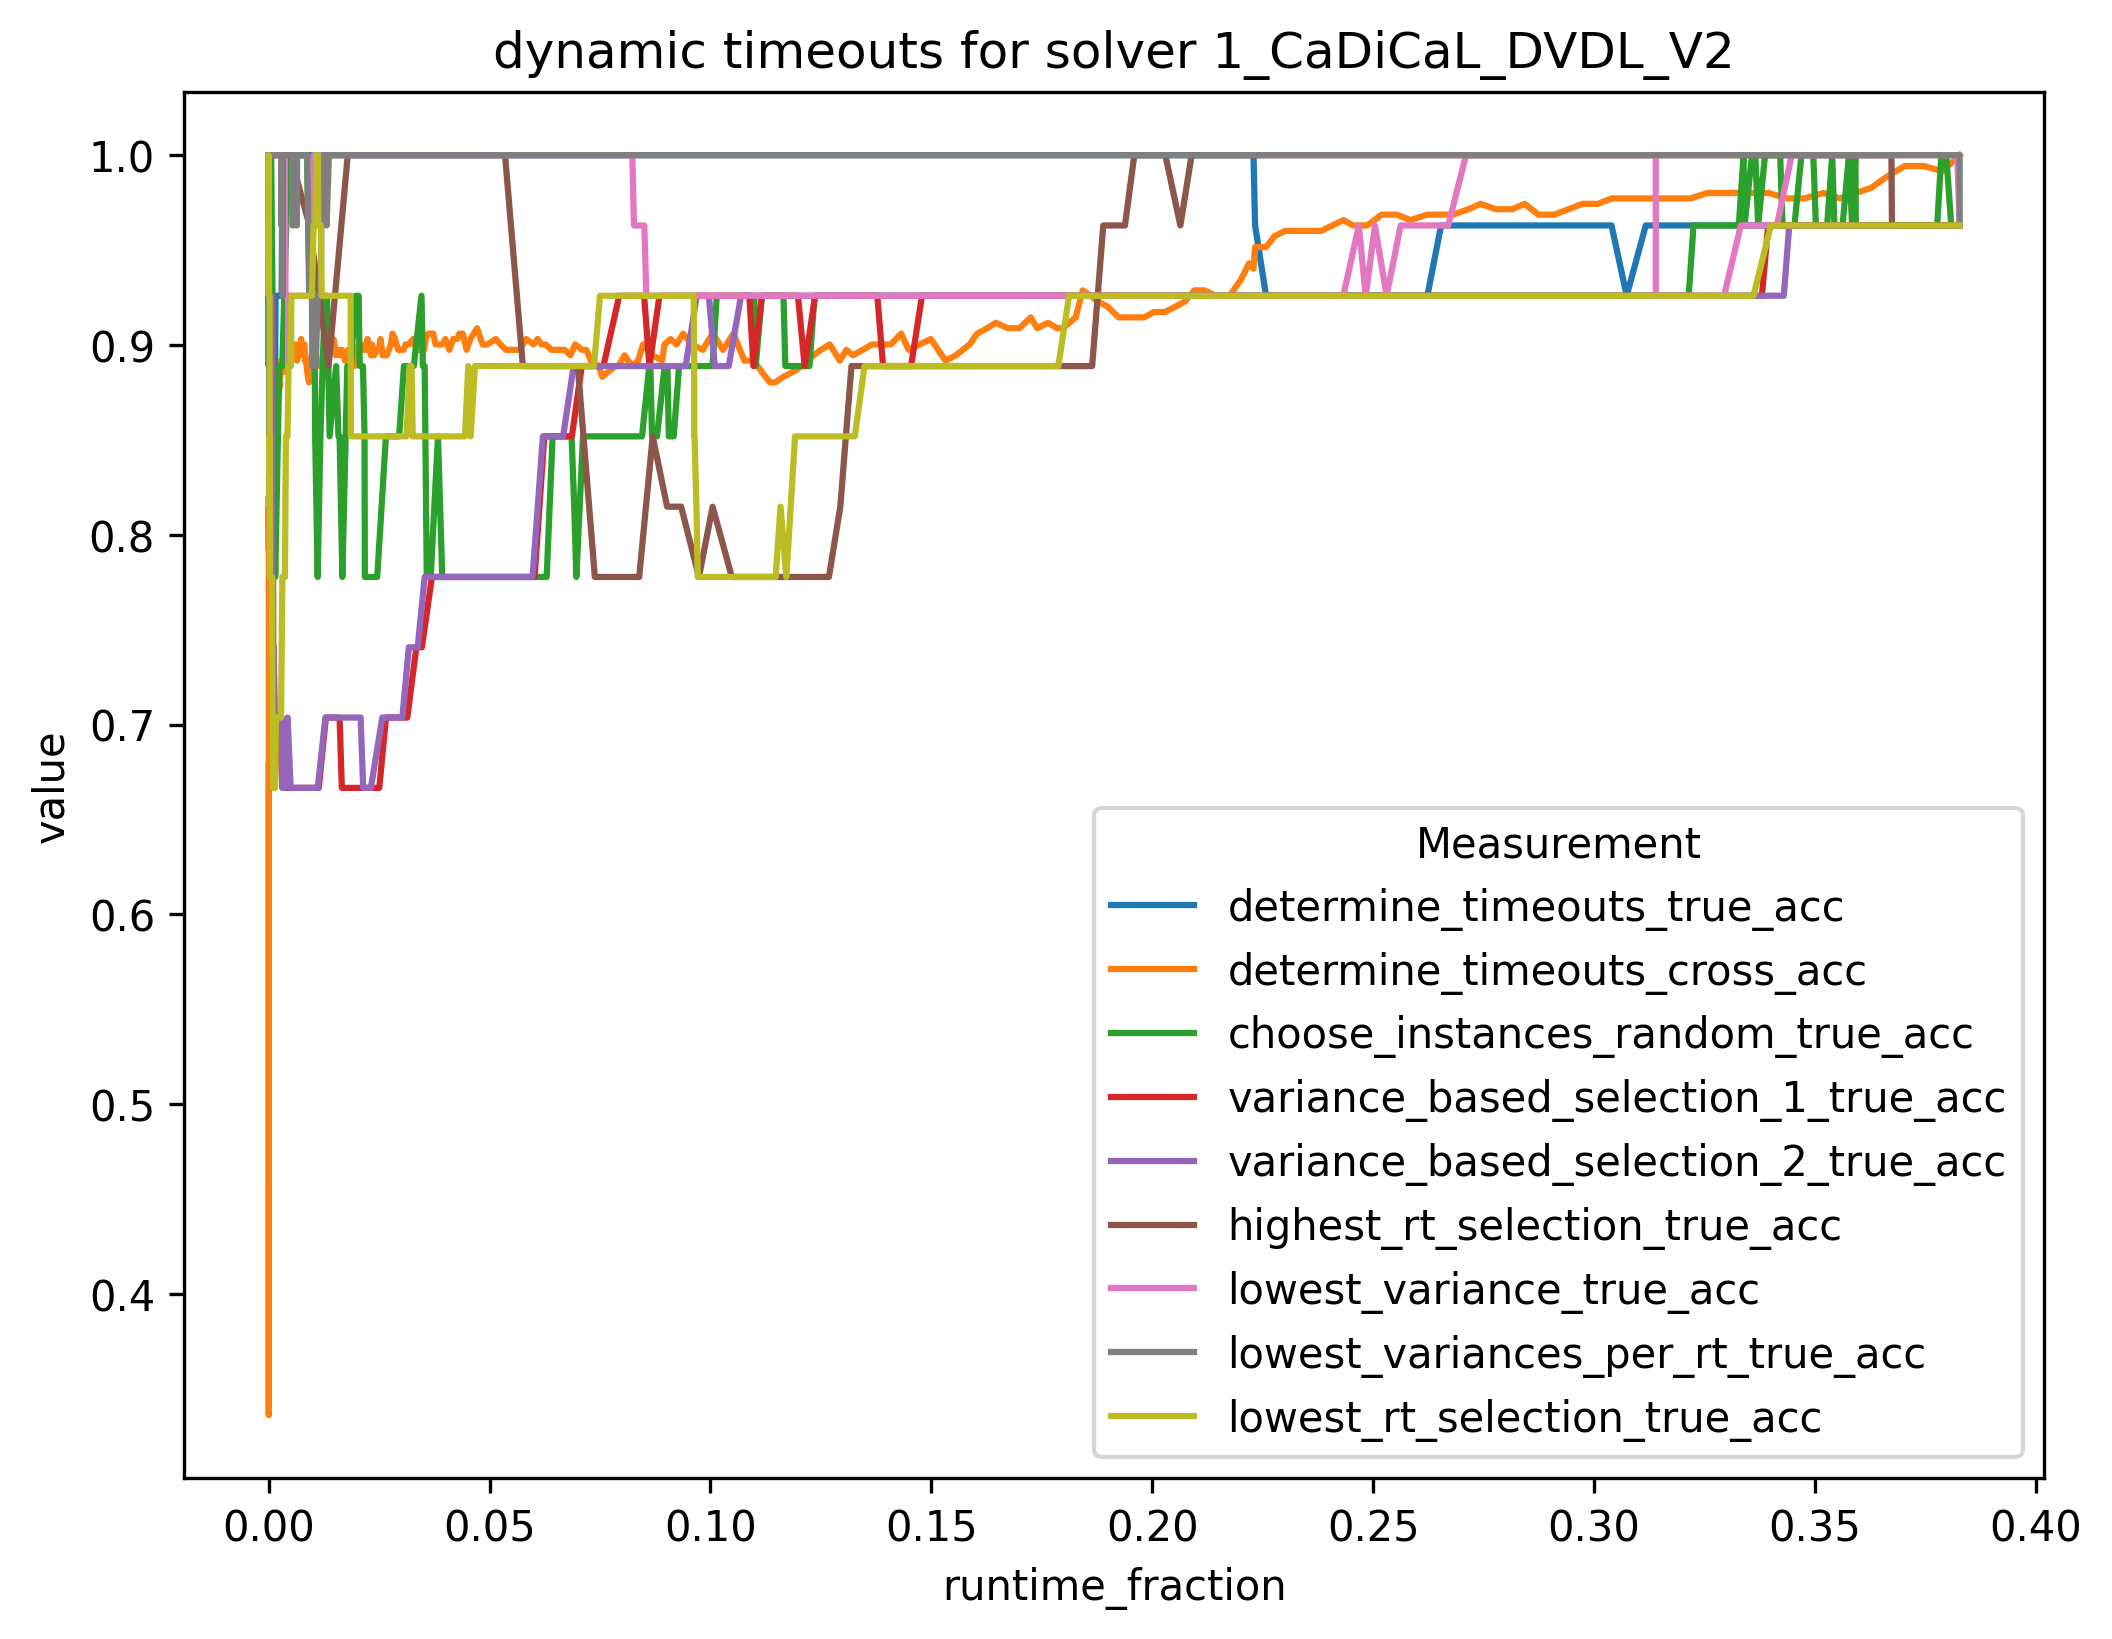 dynamic timeouts for solver 1_CaDiCaL_DVDL_V2
1.0
0.9
0.8
0.7
0.6
0.5
0.4
value
Measurement
determine_timeouts_true_acc
determine_timeouts_cross_acc
choose_instances_random_true_acc
variance_based_selection_1_true_acc
variance_based_selection_2_true_acc
highest_rt_selection_true_acc
lowest_variance_true_acc
lowest_variances_per_rt_true_acc
lowest_rt_selection_true_acc
0.00 0.05 0.10 0.15 0.20 0.25 0.30 0.35 0.40
runtime_fraction